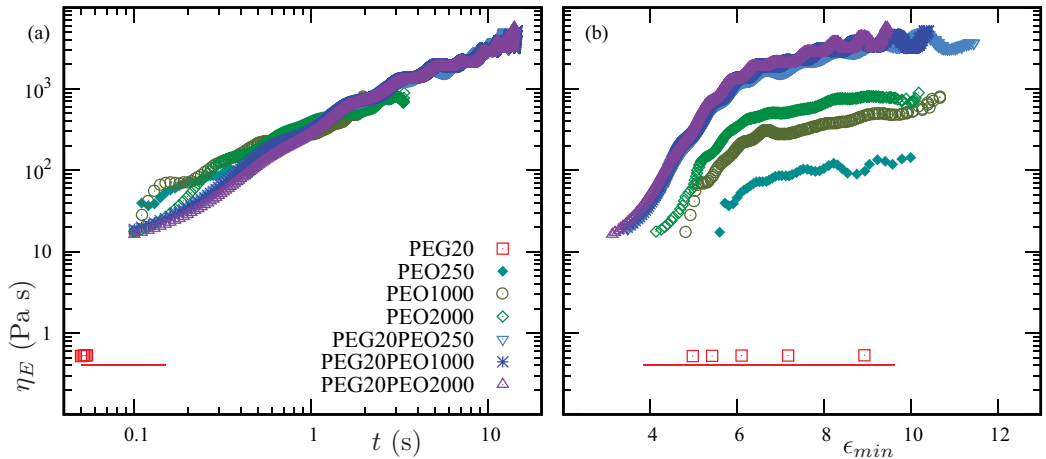 (a)
(b)
10³
10²
10
1
η_E (Pa s)
PEG20
PEO250
PEO1000
PEO2000
PEG20PEO250
PEG20PEO1000
PEG20PEO2000
0.1 1 10
t (s)
4 6 8 10 12
ϵ_min